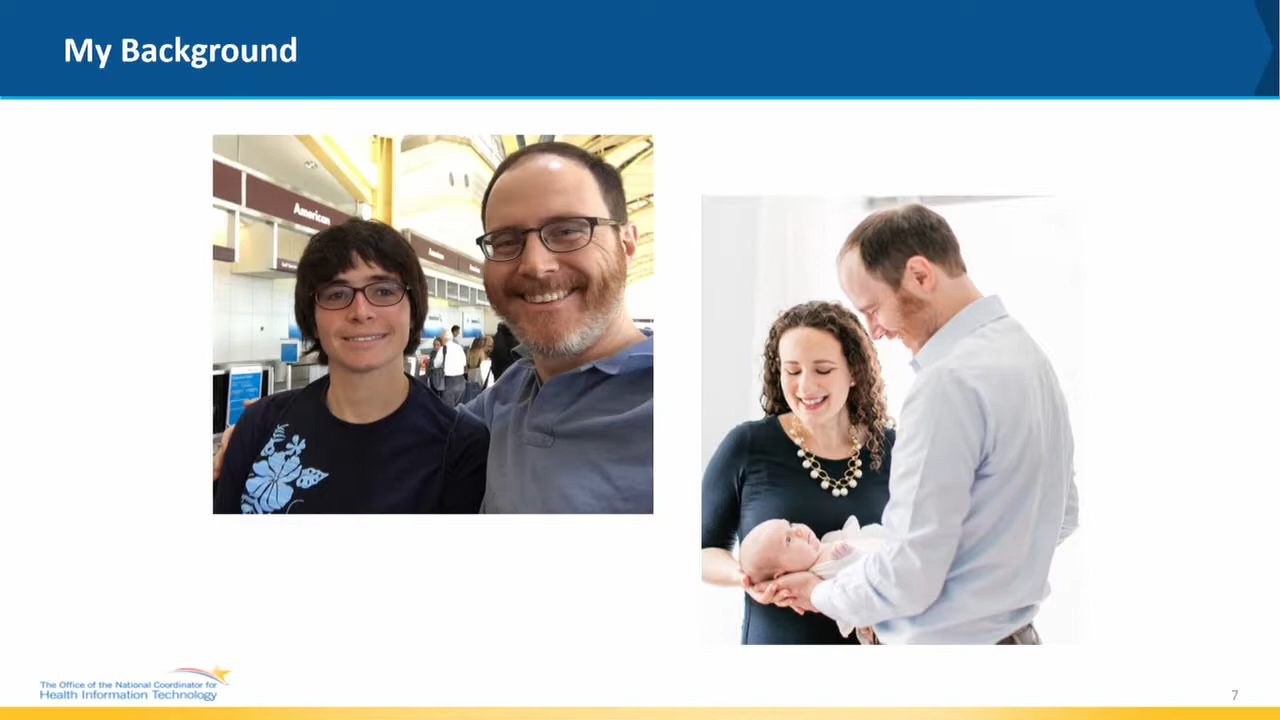 My Background
American
The Office of the National Coordinator for
Health Information Technology
7